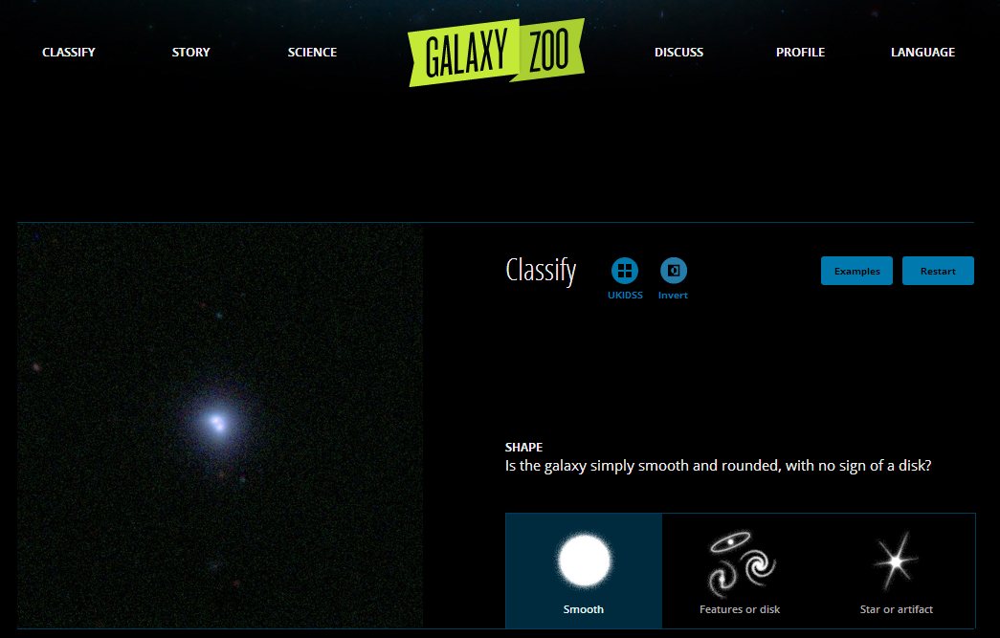 CLASSIFY STORY SCIENCE GALAXY ZOO DISCUSS PROFILE LANGUAGE
Classify
UKIDSS Invert
Examples Restart
SHAPE
Is the galaxy simply smooth and rounded, with no sign of a disk?
Smooth Features or disk Star or artifact